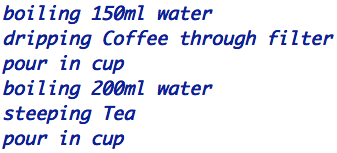 boiling 150ml water
dripping Coffee through filter
pour in cup
boiling 200ml water
steeping Tea
pour in cup